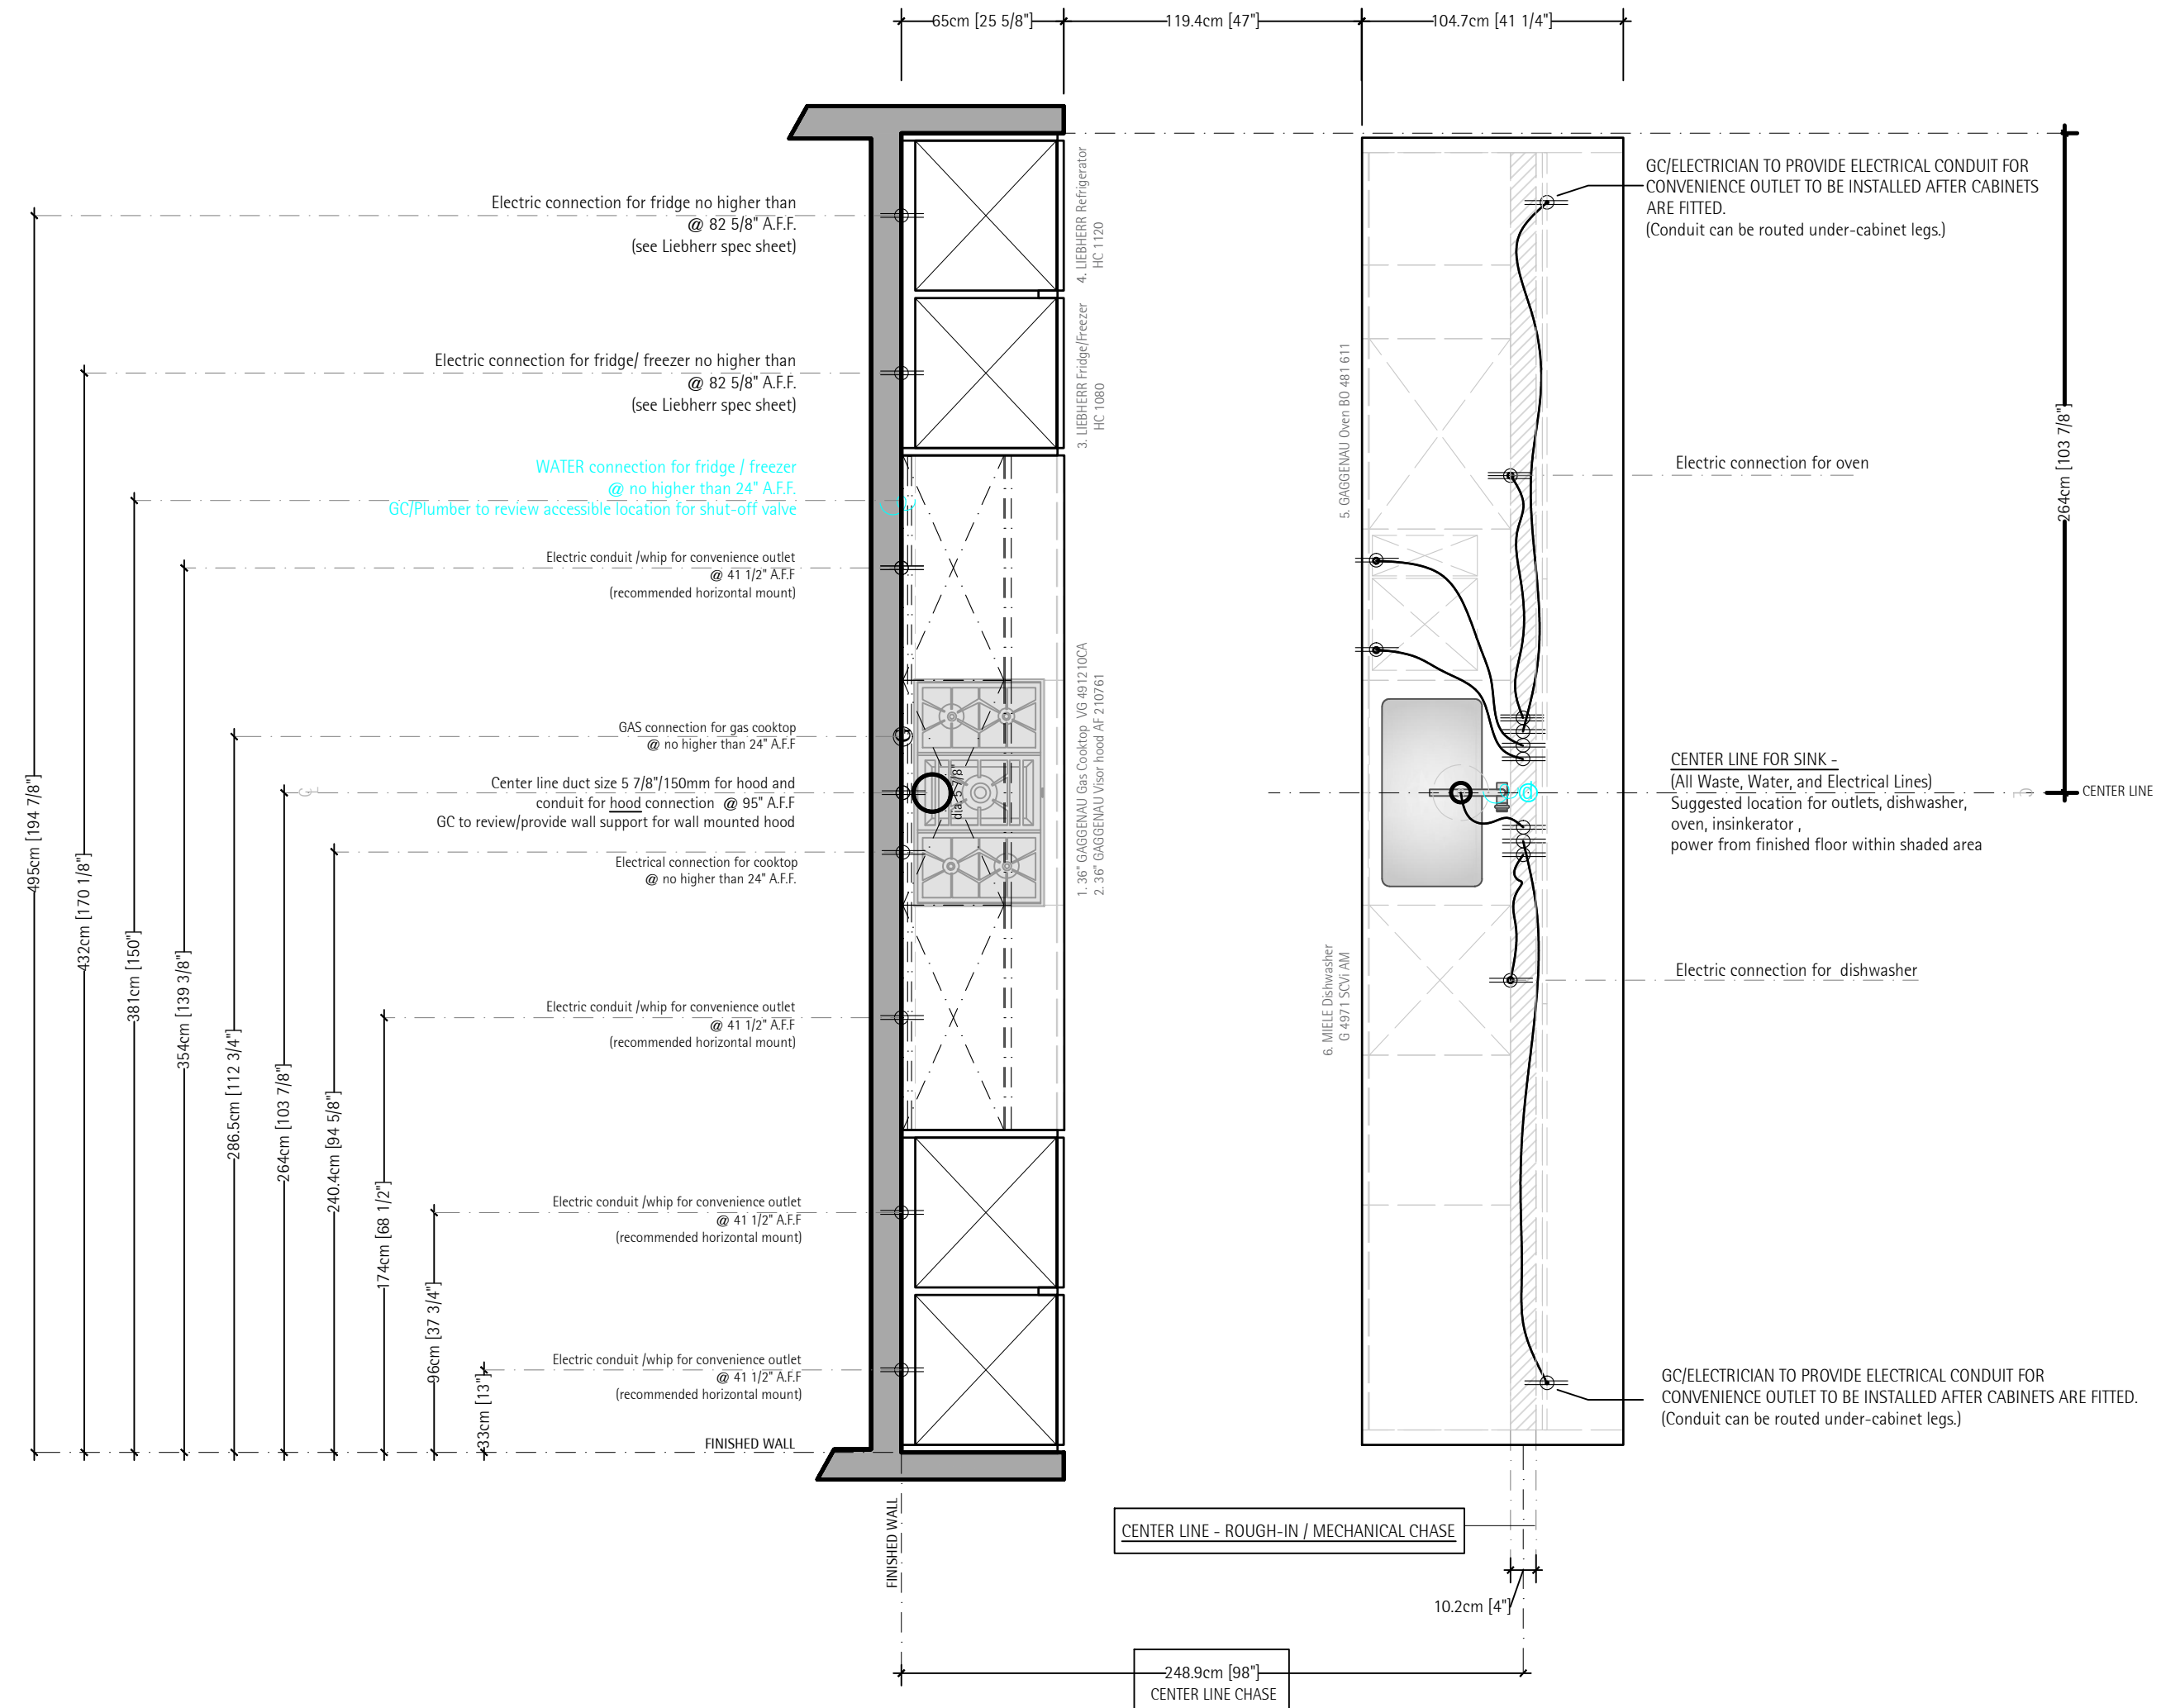 65cm [25 5/8"]
119.4cm [47"]
104.7cm [41 1/4"]
Electric connection for fridge no higher than
@ 82 5/8" A.F.F.
(see Liebherr spec sheet)
Electric connection for fridge/ freezer no higher than
@ 82 5/8" A.F.F.
(see Liebherr spec sheet)
WATER connection for fridge / freezer
@ no higher than 24" A.F.F.
GC/Plumber to review accessible location for shut-off valve
Electric conduit /whip for convenience outlet
@ 41 1/2" A.F.F
(recommended horizontal mount)
GAS connection for gas cooktop
@ no higher than 24" A.F.F
Center line duct size 5 7/8"/150mm for hood and
conduit for hood connection @ 95" A.F.F
GC to review/provide wall support for wall mounted hood
Electrical connection for cooktop
@ no higher than 24" A.F.F.
Electric conduit /whip for convenience outlet
@ 41 1/2" A.F.F
(recommended horizontal mount)
Electric conduit /whip for convenience outlet
@ 41 1/2" A.F.F
(recommended horizontal mount)
Electric conduit /whip for convenience outlet
@ 41 1/2" A.F.F
(recommended horizontal mount)
FINISHED WALL
495cm [194 7/8"]
432cm [170 1/8"]
381cm [150"]
354cm [139 3/8"]
286.5cm [112 3/4"]
264cm [103 7/8"]
240.4cm [94 5/8"]
174cm [68 1/2"]
96cm [37 3/4"]
33cm [13"]
4. LIEBHERR Refrigerator
HC 1120
3. LIEBHERR Fridge/Freezer
HC 1080
1. 36" GAGGENAU Gas Cooktop VG 491210CA
2. 36" GAGGENAU Visor hood AF 210761
dia. 5 7/8"
5. GAGGENAU Oven BO 481 611
6. MIELE Dishwasher
G 4971 SCVi AM
GC/ELECTRICIAN TO PROVIDE ELECTRICAL CONDUIT FOR
CONVENIENCE OUTLET TO BE INSTALLED AFTER CABINETS
ARE FITTED.
(Conduit can be routed under-cabinet legs.)
264cm [103 7/8"]
Electric connection for oven
CENTER LINE FOR SINK -
(All Waste, Water, and Electrical Lines)
Suggested location for outlets, dishwasher,
oven, insinkerator ,
power from finished floor within shaded area
CENTER LINE
Electric connection for dishwasher
GC/ELECTRICIAN TO PROVIDE ELECTRICAL CONDUIT FOR
CONVENIENCE OUTLET TO BE INSTALLED AFTER CABINETS ARE FITTED.
(Conduit can be routed under-cabinet legs.)
FINISHED WALL
CENTER LINE - ROUGH-IN / MECHANICAL CHASE
10.2cm [4"]
248.9cm [98"]
CENTER LINE CHASE